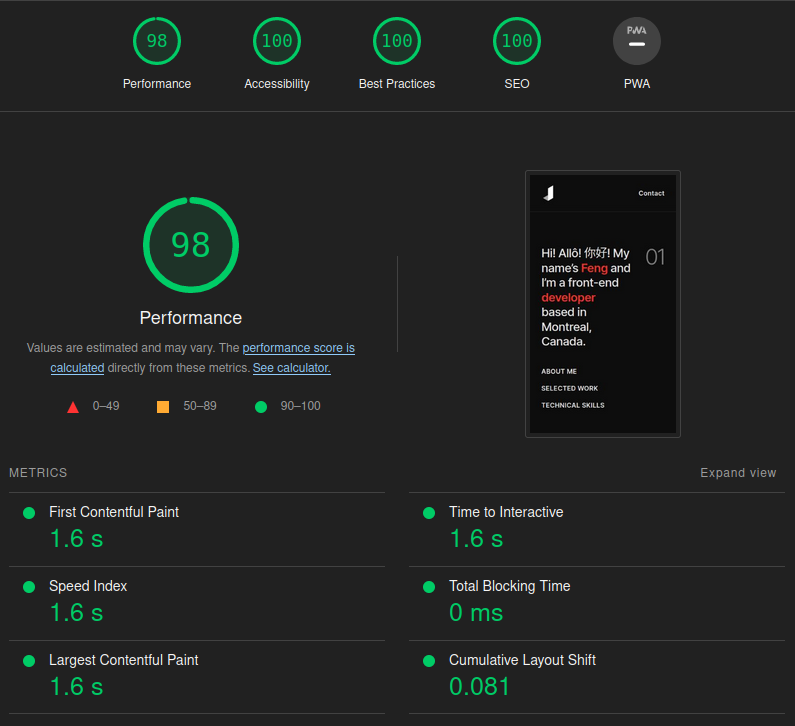 98 100 100 100 PWA
Performance Accessibility Best Practices SEO PWA
98
Performance
Values are estimated and may vary. The performance score is
calculated directly from these metrics. See calculator.
0–49 50–89 90–100
Contact
Hi! Allô! 你好! My
name's Feng and
I'm a front-end
developer
based in
Montreal,
Canada.
01
ABOUT ME
SELECTED WORK
TECHNICAL SKILLS
METRICS Expand view
First Contentful Paint
1.6 s
Time to Interactive
1.6 s
Speed Index
1.6 s
Total Blocking Time
0 ms
Largest Contentful Paint
1.6 s
Cumulative Layout Shift
0.081